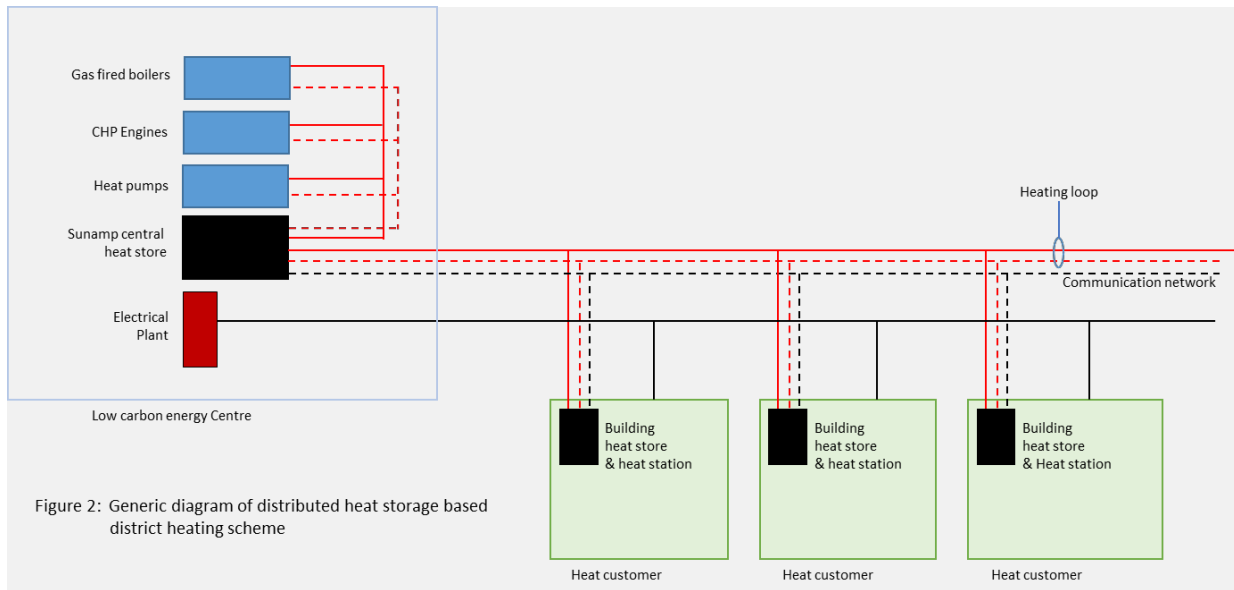 Gas fired boilers
CHP Engines
Heat pumps
Sunamp central
heat store
Electrical
Plant
Low carbon energy Centre
Heating loop
Communication network
Building
heat store
& heat station
Building
heat store
& heat station
Building
heat store
& Heat station
Heat customer
Heat customer
Heat customer
Figure 2: Generic diagram of distributed heat storage based
district heating scheme